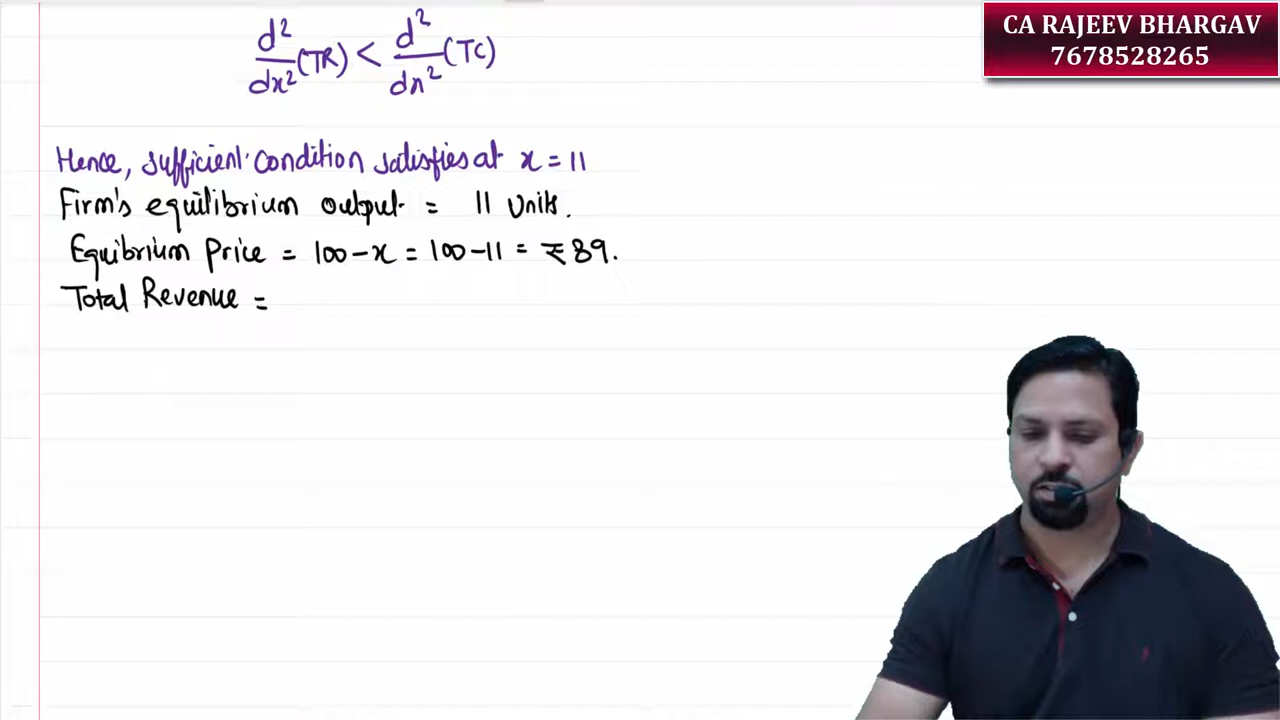 CA RAJEEV BHARGAV
7678528265
d²/dx² (TR) < d²/dn² (TC)
Hence, sufficient condition satisfies at x = 11
Firm's equilibrium output = 11 Units.
Equibrium Price = 100 - x = 100 - 11 = ₹ 89.
Total Revenue =